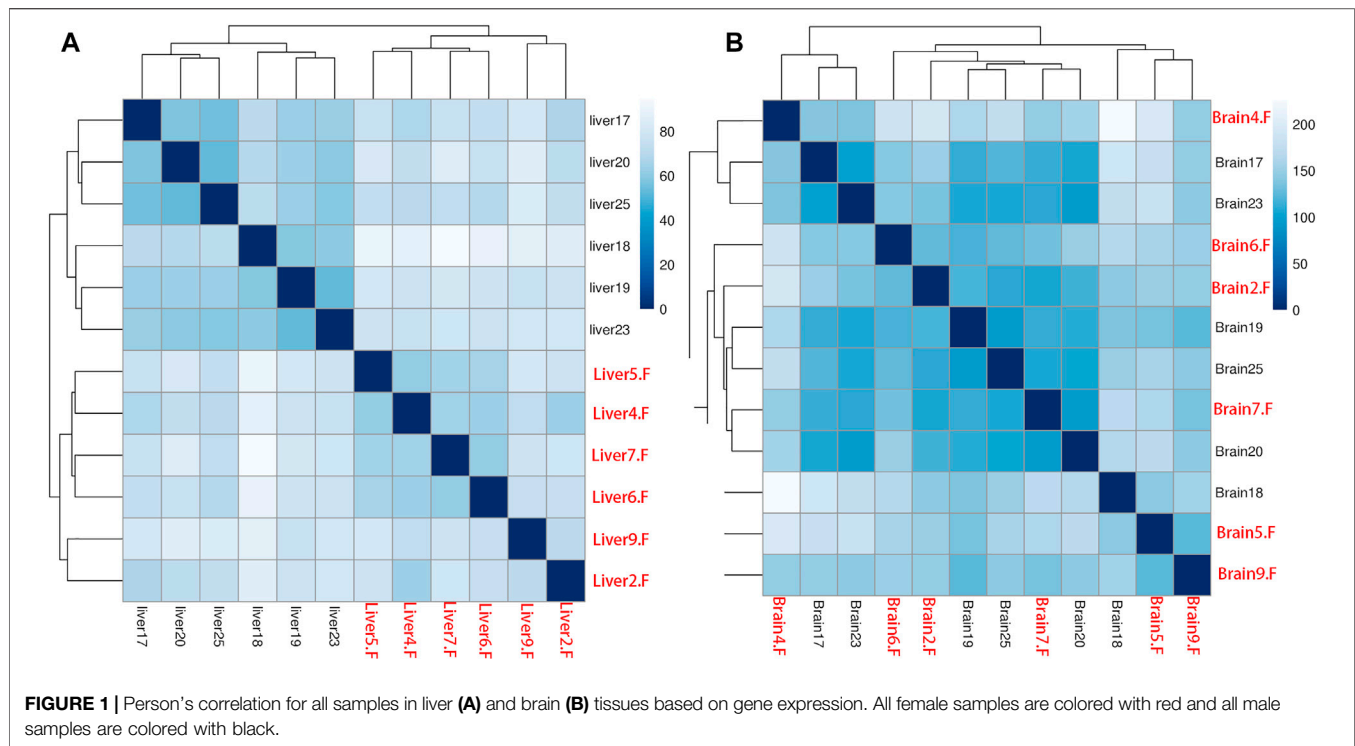 A
liver17
liver20
liver25
liver18
liver19
liver23
Liver5.F
Liver4.F
Liver7.F
Liver6.F
Liver9.F
Liver2.F
80
60
40
20
0
liver17
liver20
liver25
liver18
liver19
liver23
Liver5.F
Liver4.F
Liver7.F
Liver6.F
Liver9.F
Liver2.F
B
Brain4.F
Brain17
Brain23
Brain6.F
Brain2.F
Brain19
Brain25
Brain7.F
Brain20
Brain18
Brain5.F
Brain9.F
200
150
100
50
0
Brain4.F
Brain17
Brain23
Brain6.F
Brain2.F
Brain19
Brain25
Brain7.F
Brain20
Brain18
Brain5.F
Brain9.F
FIGURE 1 | Person's correlation for all samples in liver (A) and brain (B) tissues based on gene expression. All female samples are colored with red and all male
samples are colored with black.